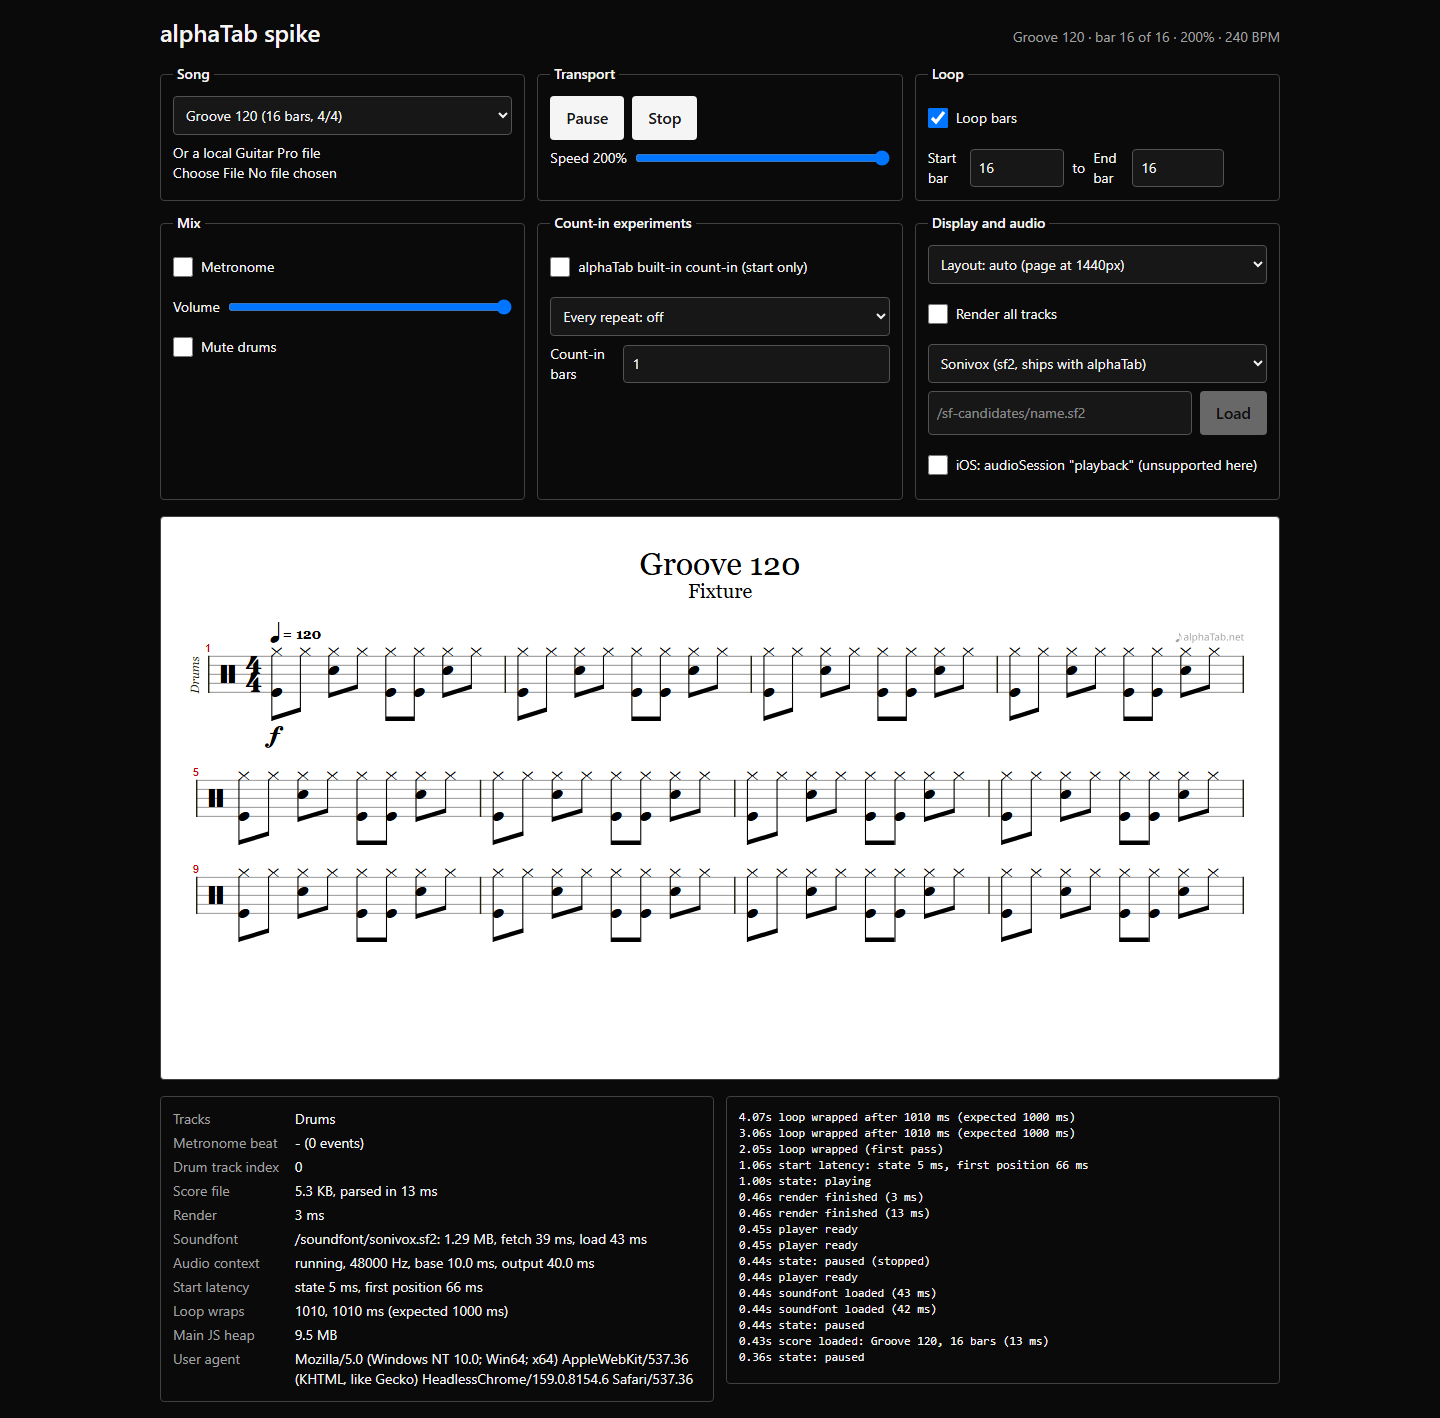 alphaTab spike
Groove 120 · bar 16 of 16 · 200% · 240 BPM
Song
Groove 120 (16 bars, 4/4)
Or a local Guitar Pro file
Choose File No file chosen
Transport
Pause
Stop
Speed 200%
Loop
Loop bars
Start bar
16
to
End bar
16
Mix
Metronome
Volume
Mute drums
Count-in experiments
alphaTab built-in count-in (start only)
Every repeat: off
Count-in bars
1
Display and audio
Layout: auto (page at 1440px)
Render all tracks
Sonivox (sf2, ships with alphaTab)
/sf-candidates/name.sf2
Load
iOS: audioSession "playback" (unsupported here)
Groove 120
Fixture
= 120
alphaTab.net
1
Drums
4
4
f
5
9
Tracks Drums
Metronome beat - (0 events)
Drum track index 0
Score file 5.3 KB, parsed in 13 ms
Render 3 ms
Soundfont /soundfont/sonivox.sf2: 1.29 MB, fetch 39 ms, load 43 ms
Audio context running, 48000 Hz, base 10.0 ms, output 40.0 ms
Start latency state 5 ms, first position 66 ms
Loop wraps 1010, 1010 ms (expected 1000 ms)
Main JS heap 9.5 MB
User agent Mozilla/5.0 (Windows NT 10.0; Win64; x64) AppleWebKit/537.36
(KHTML, like Gecko) HeadlessChrome/159.0.8154.6 Safari/537.36
4.07s loop wrapped after 1010 ms (expected 1000 ms)
3.06s loop wrapped after 1010 ms (expected 1000 ms)
2.05s loop wrapped (first pass)
1.06s start latency: state 5 ms, first position 66 ms
1.00s state: playing
0.46s render finished (3 ms)
0.46s render finished (13 ms)
0.45s player ready
0.45s player ready
0.44s state: paused (stopped)
0.44s player ready
0.44s soundfont loaded (43 ms)
0.44s soundfont loaded (42 ms)
0.44s state: paused
0.43s score loaded: Groove 120, 16 bars (13 ms)
0.36s state: paused